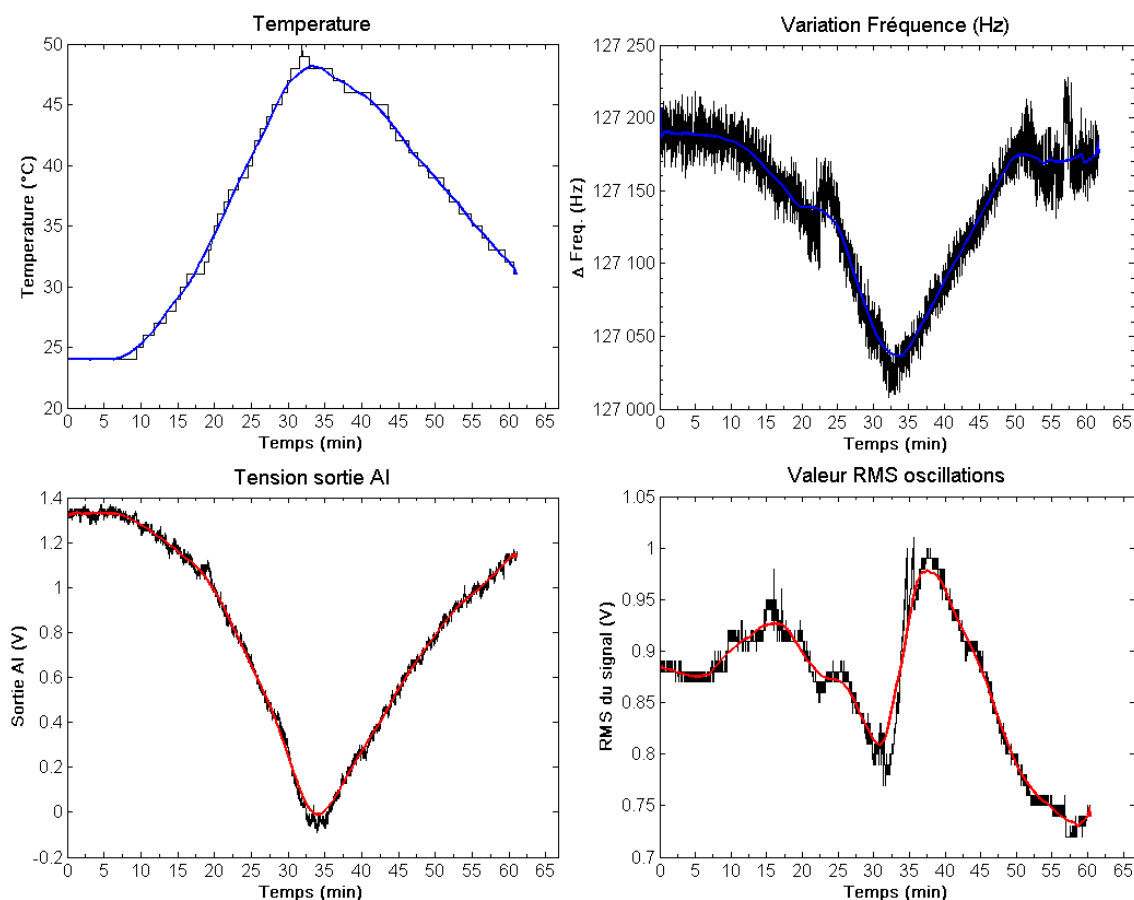 Temperature
Temperature (°C)
50
45
40
35
30
25
20
0 5 10 15 20 25 30 35 40 45 50 55 60 65
Temps (min)
Variation Fréquence (Hz)
Δ Freq. (Hz)
127 250
127 200
127 150
127 100
127 050
127 000
0 5 10 15 20 25 30 35 40 45 50 55 60 65
Temps (min)
Tension sortie AI
Sortie AI (V)
1.4
1.2
1
0.8
0.6
0.4
0.2
0
-0.2
0 5 10 15 20 25 30 35 40 45 50 55 60 65
Temps (min)
Valeur RMS oscillations
RMS du signal (V)
1.05
1
0.95
0.9
0.85
0.8
0.75
0.7
0 5 10 15 20 25 30 35 40 45 50 55 60 65
Temps (min)